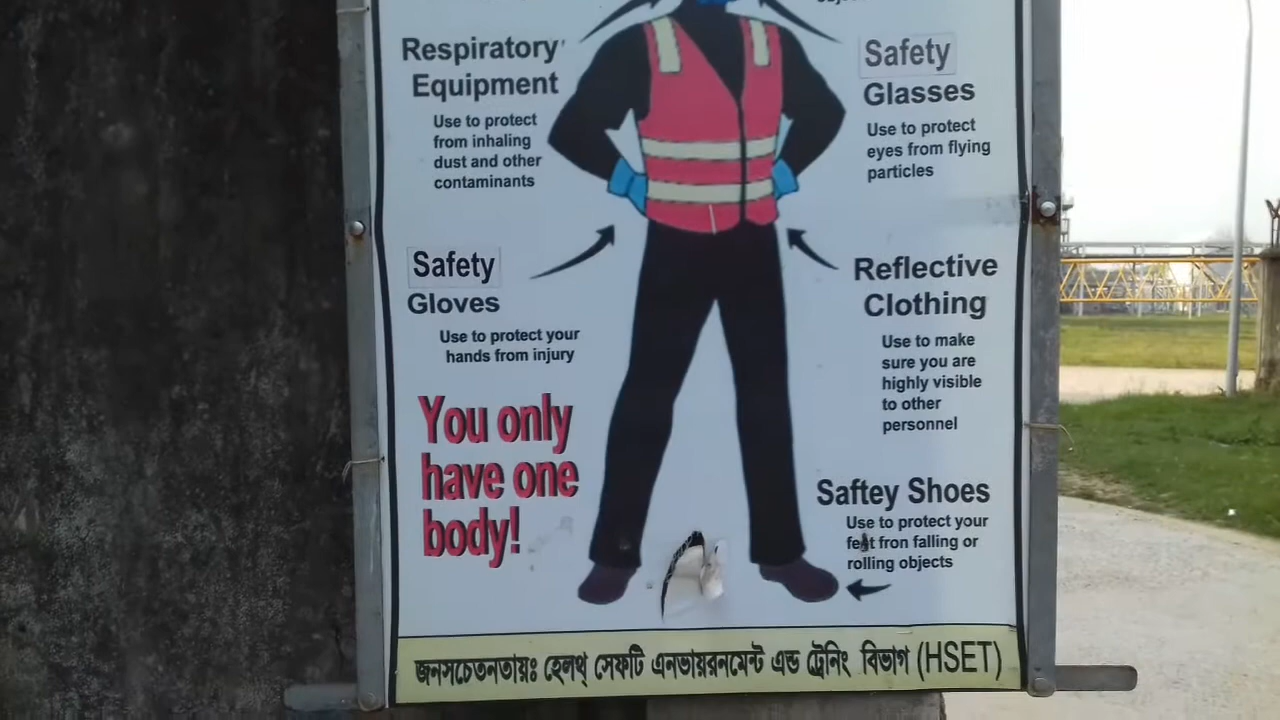 Respiratory
Equipment
Use to protect
from inhaling
dust and other
contaminants
Safety
Glasses
Use to protect
eyes from flying
particles
Safety
Gloves
Use to protect your
hands from injury
Reflective
Clothing
Use to make
sure you are
highly visible
to other
personnel
You only
have one
body!
Saftey Shoes
Use to protect your
feet fron falling or
rolling objects
জনসচেতনতায়ঃ হেলথ্ সেফটি এনভায়রনমেন্ট এন্ড ট্রেনিং বিভাগ (HSET)